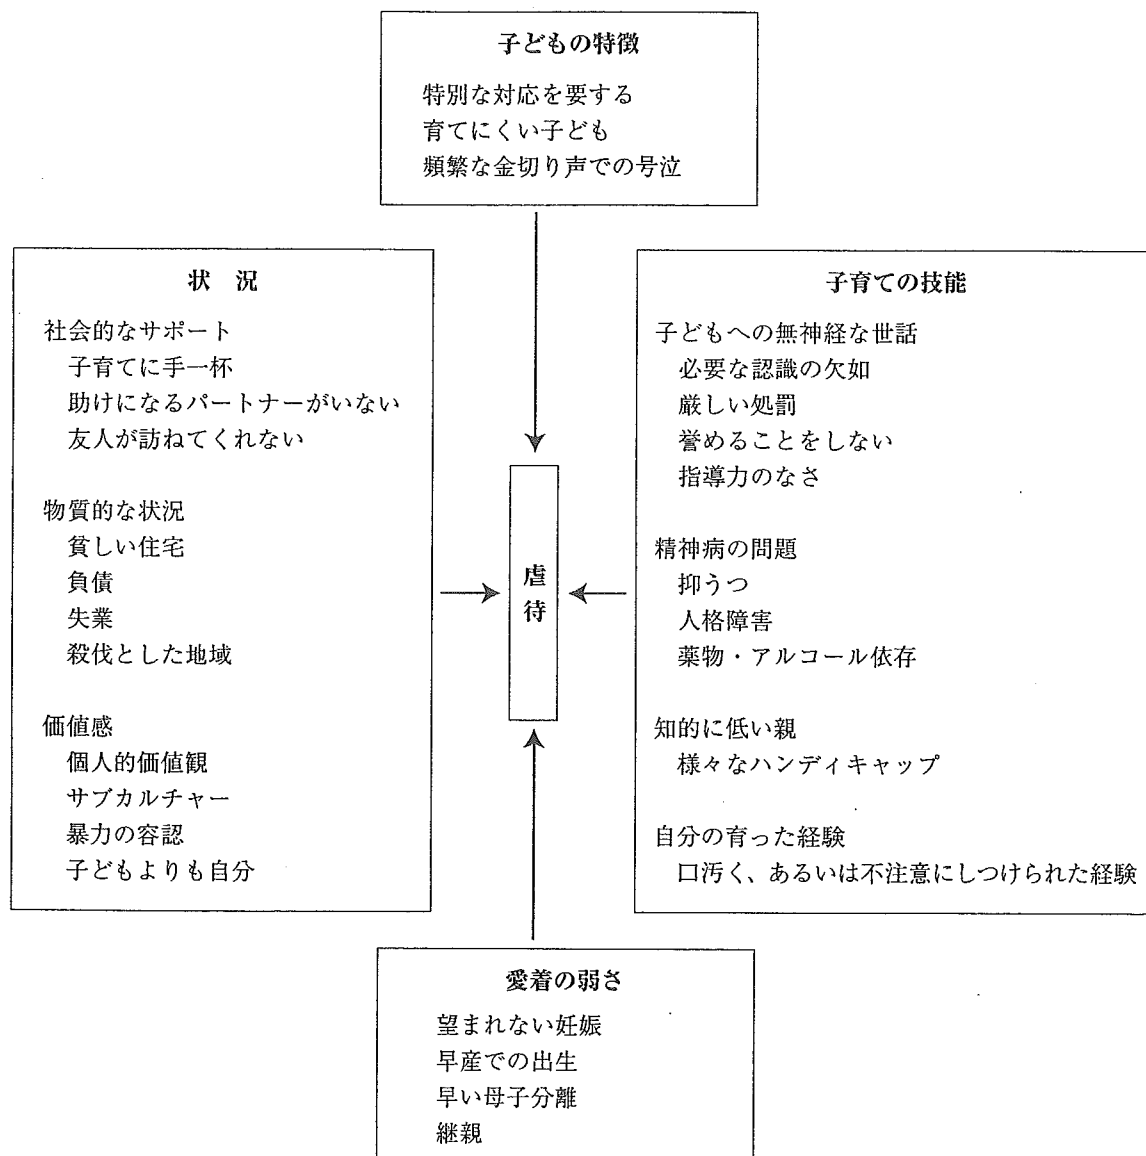 子どもの特徴
特別な対応を要する
育てにくい子ども
頻繁な金切り声での号泣
状 況
社会的なサポート
子育てに手一杯
助けになるパートナーがいない
友人が訪ねてくれない
物質的な状況
貧しい住宅
負債
失業
殺伐とした地域
価値感
個人的価値観
サブカルチャー
暴力の容認
子どもよりも自分
虐待
子育ての技能
子どもへの無神経な世話
必要な認識の欠如
厳しい処罰
誉めることをしない
指導力のなさ
精神病の問題
抑うつ
人格障害
薬物・アルコール依存
知的に低い親
様々なハンディキャップ
自分の育った経験
口汚く、あるいは不注意にしつけられた経験
愛着の弱さ
望まれない妊娠
早産での出生
早い母子分離
継親